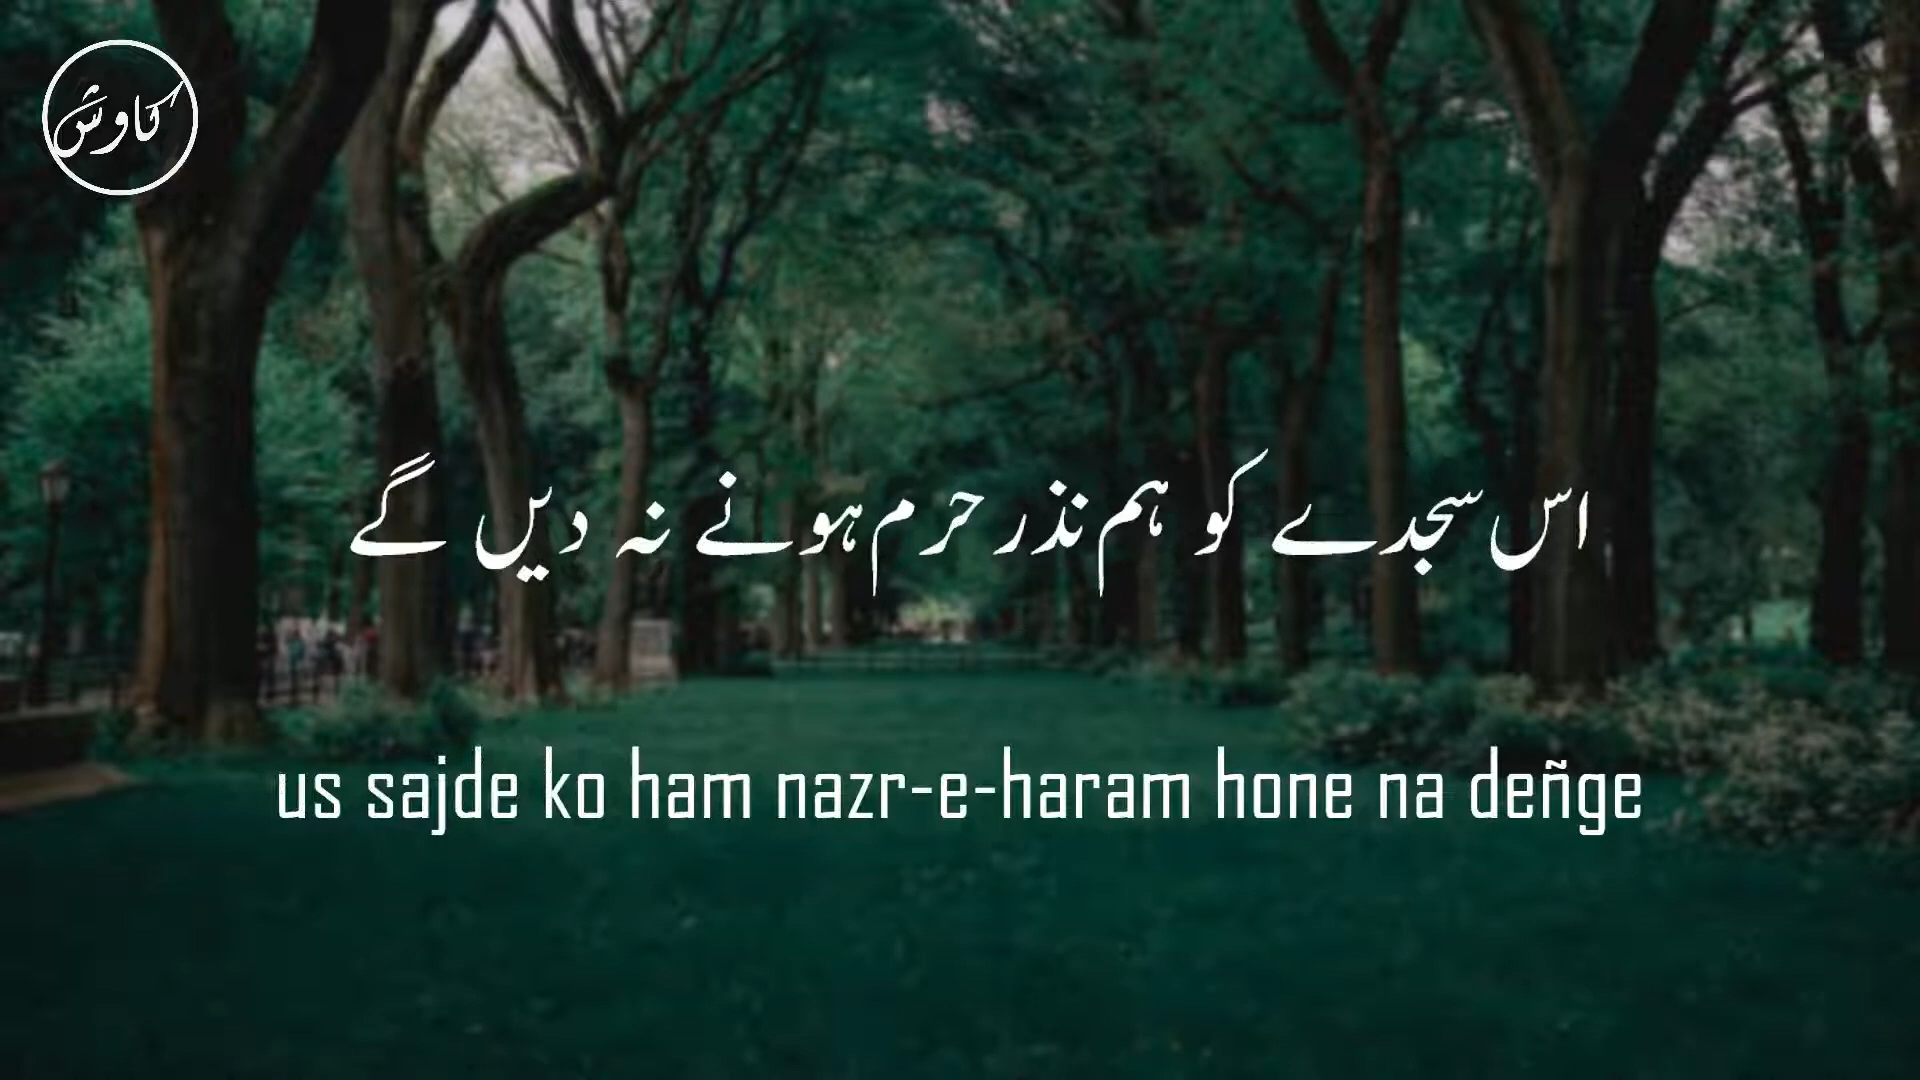 کاوش
اس سجدے کو ہم نذر حرم ہونے نہ دیں گے
us sajde ko ham nazr-e-haram hone na deñge